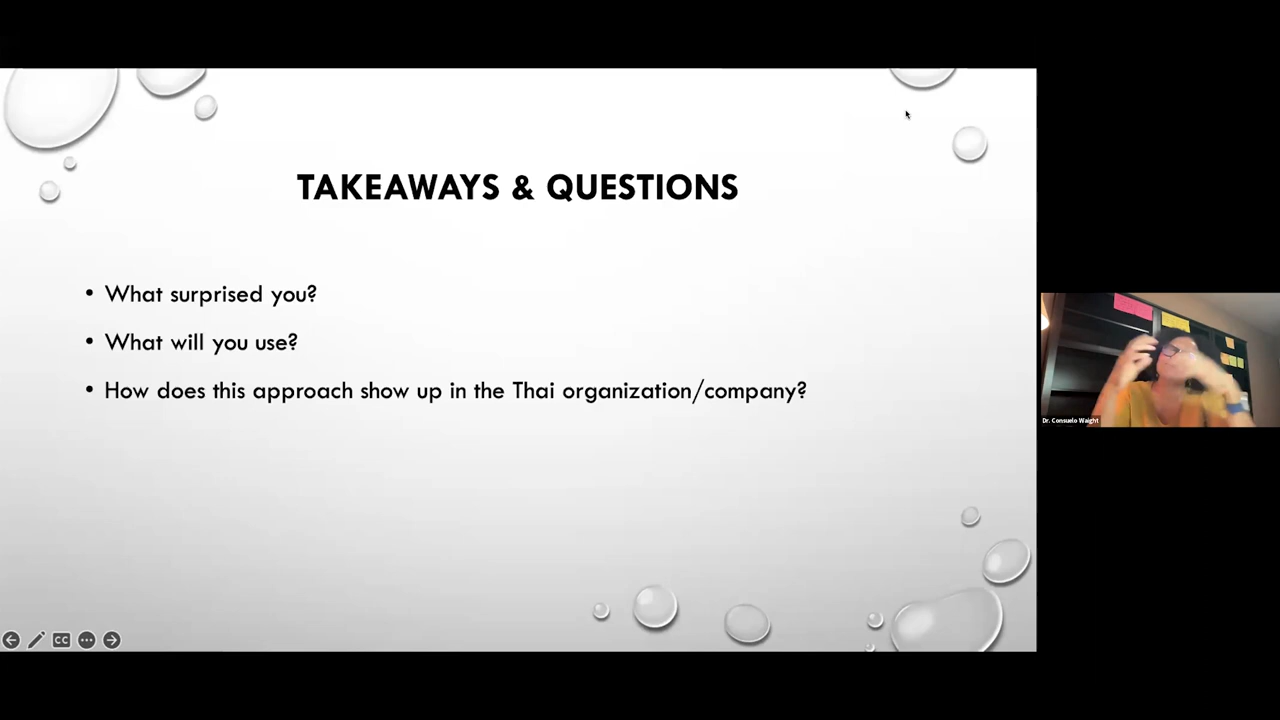 TAKEAWAYS & QUESTIONS
• What surprised you?
• What will you use?
• How does this approach show up in the Thai organization/company?
Dr. Consuelo Waight
CC